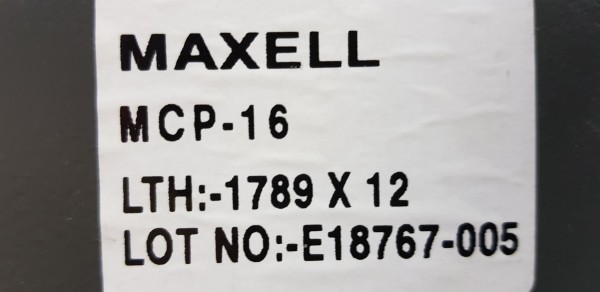 MAXELL
MCP-16
LTH:-1789 X 12
LOT NO:-E18767-005